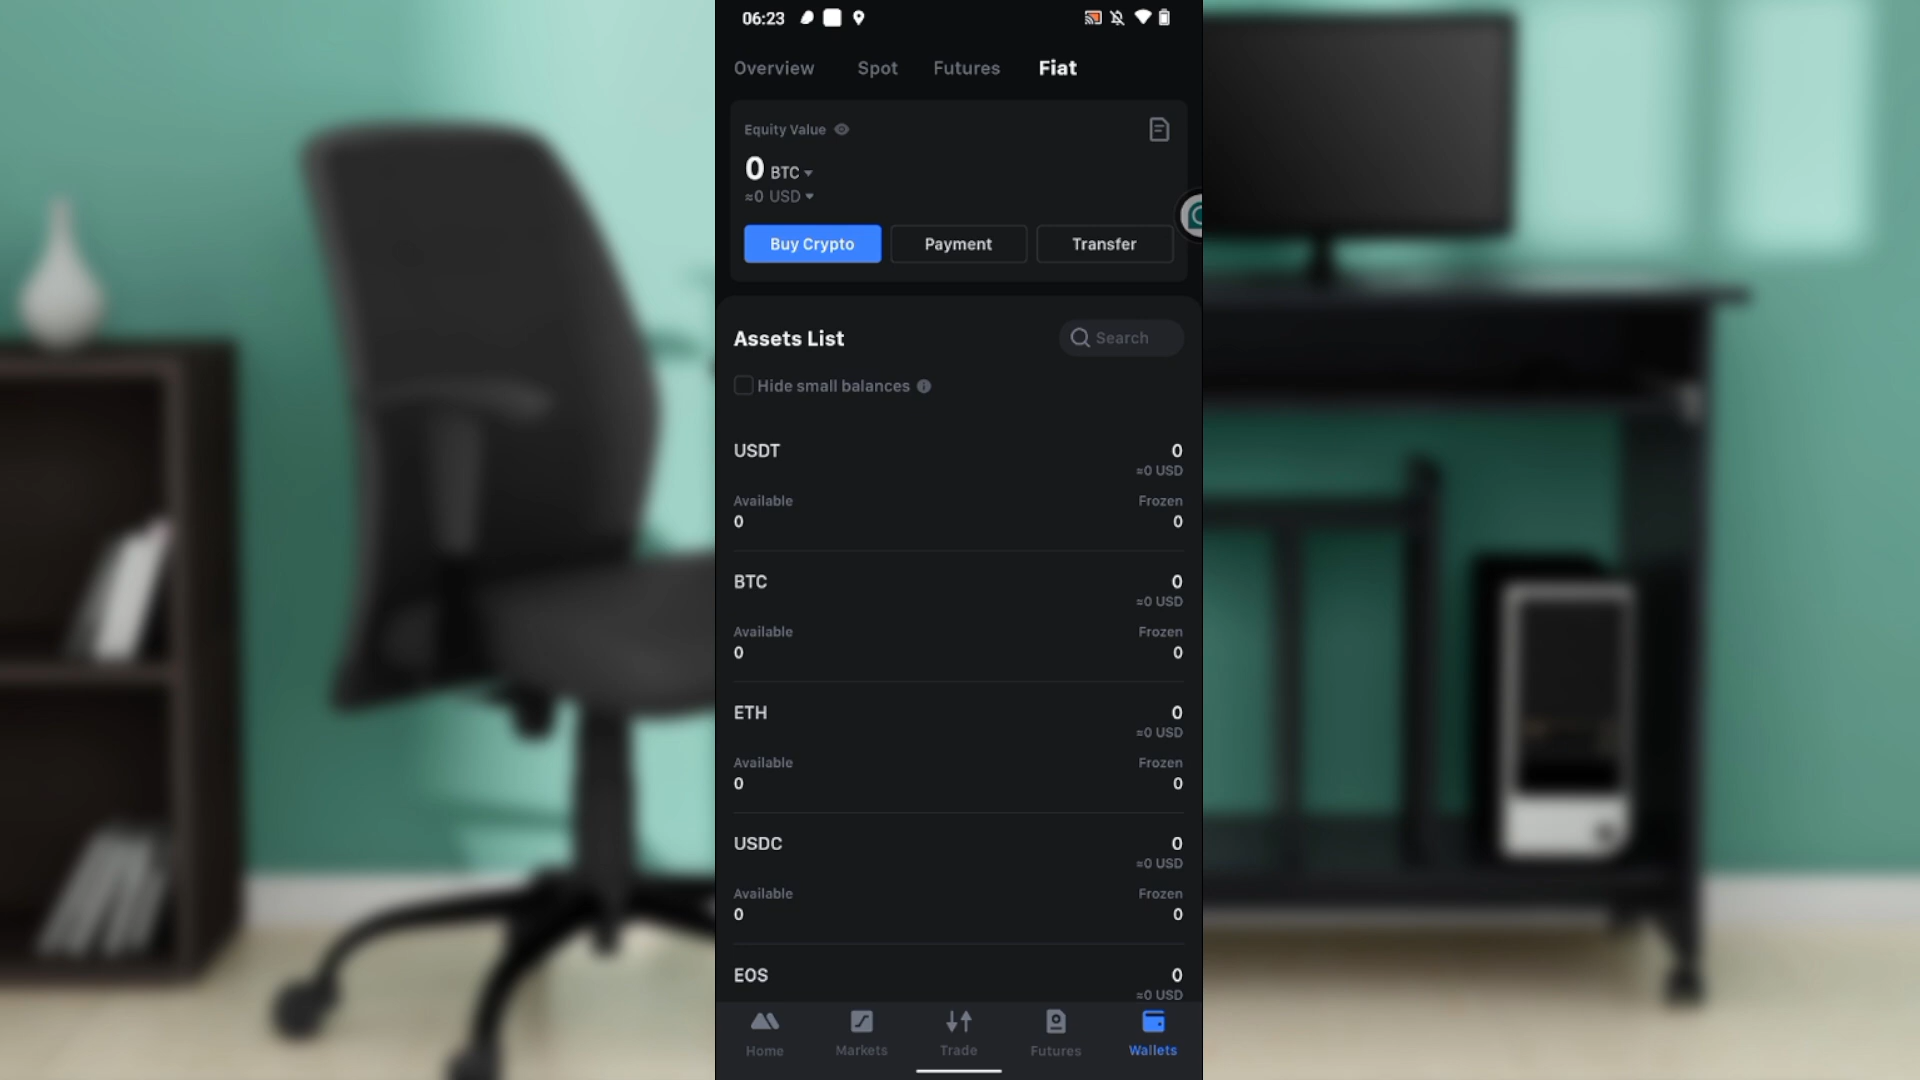 06:23
Overview Spot Futures Fiat
Equity Value
0 BTC
≈0 USD
Buy Crypto Payment Transfer
Assets List Search
Hide small balances
USDT 0
≈0 USD
Available Frozen
0 0
BTC 0
≈0 USD
Available Frozen
0 0
ETH 0
≈0 USD
Available Frozen
0 0
USDC 0
≈0 USD
Available Frozen
0 0
EOS 0
≈0 USD
Home Markets Trade Futures Wallets